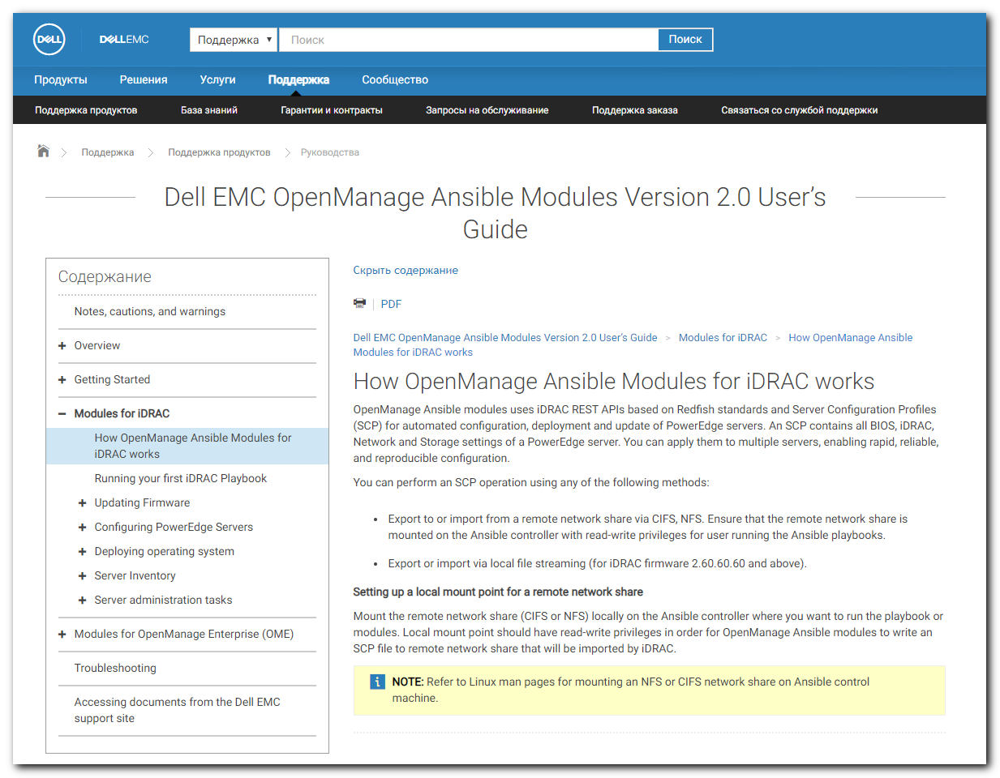 DELL
DELLEMC
Поддержка
Поиск
Поиск
Продукты
Решения
Услуги
Поддержка
Сообщество
Поддержка продуктов
База знаний
Гарантии и контракты
Запросы на обслуживание
Поддержка заказа
Связаться со службой поддержки
Поддержка
Поддержка продуктов
Руководства
Dell EMC OpenManage Ansible Modules Version 2.0 User’s
Guide
Содержание
Notes, cautions, and warnings
+ Overview
+ Getting Started
− Modules for iDRAC
How OpenManage Ansible Modules for
iDRAC works
Running your first iDRAC Playbook
+ Updating Firmware
+ Configuring PowerEdge Servers
+ Deploying operating system
+ Server Inventory
+ Server administration tasks
+ Modules for OpenManage Enterprise (OME)
Troubleshooting
Accessing documents from the Dell EMC
support site
Скрыть содержание
PDF
Dell EMC OpenManage Ansible Modules Version 2.0 User’s Guide > Modules for iDRAC > How OpenManage Ansible
Modules for iDRAC works
How OpenManage Ansible Modules for iDRAC works
OpenManage Ansible modules uses iDRAC REST APIs based on Redfish standards and Server Configuration Profiles
(SCP) for automated configuration, deployment and update of PowerEdge servers. An SCP contains all BIOS, iDRAC,
Network and Storage settings of a PowerEdge server. You can apply them to multiple servers, enabling rapid, reliable,
and reproducible configuration.
You can perform an SCP operation using any of the following methods:
• Export to or import from a remote network share via CIFS, NFS. Ensure that the remote network share is
mounted on the Ansible controller with read-write privileges for user running the Ansible playbooks.
• Export or import via local file streaming (for iDRAC firmware 2.60.60.60 and above).
Setting up a local mount point for a remote network share
Mount the remote network share (CIFS or NFS) locally on the Ansible controller where you want to run the playbook or
modules. Local mount point should have read-write privileges in order for OpenManage Ansible modules to write an
SCP file to remote network share that will be imported by iDRAC.
i NOTE: Refer to Linux man pages for mounting an NFS or CIFS network share on Ansible control
machine.